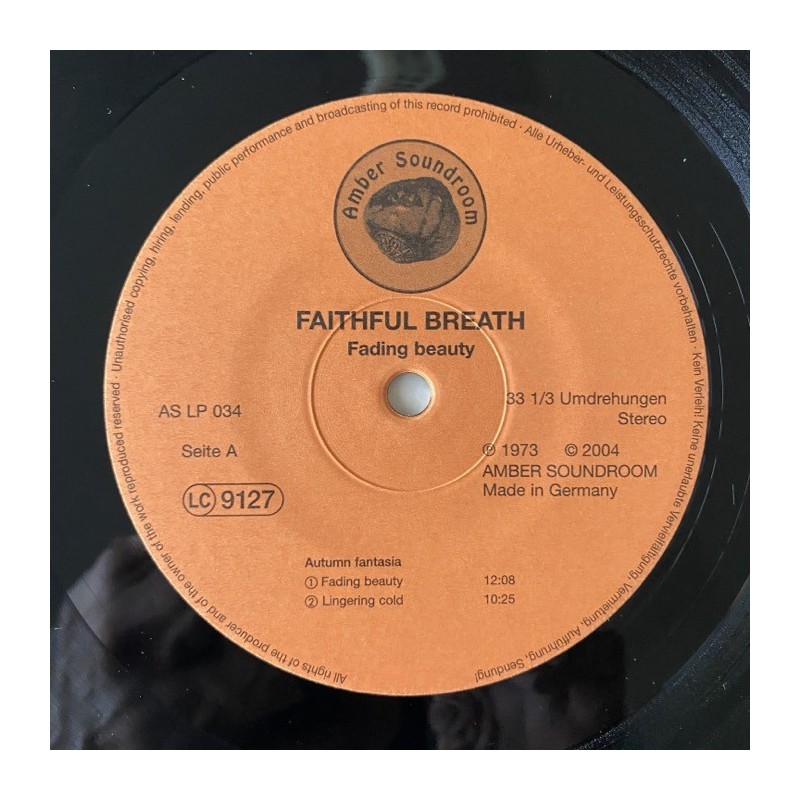 All rights of the producer and of the owner of the work reproduced reserved · Unauthorised copying, hiring, lending, public performance and broadcasting of this record prohibited · Alle Urheber- und Leistungsschutzrechte vorbehalten · Kein Verleih! Keine unerlaubte Vervielfältigung, Vermietung, Aufführung, Sendung!
Amber Soundroom
FAITHFUL BREATH
Fading beauty
AS LP 034
33 1/3 Umdrehungen
Stereo
Seite A
℗ 1973 © 2004
AMBER SOUNDROOM
LC 9127
Made in Germany
Autumn fantasia
① Fading beauty 12:08
② Lingering cold 10:25